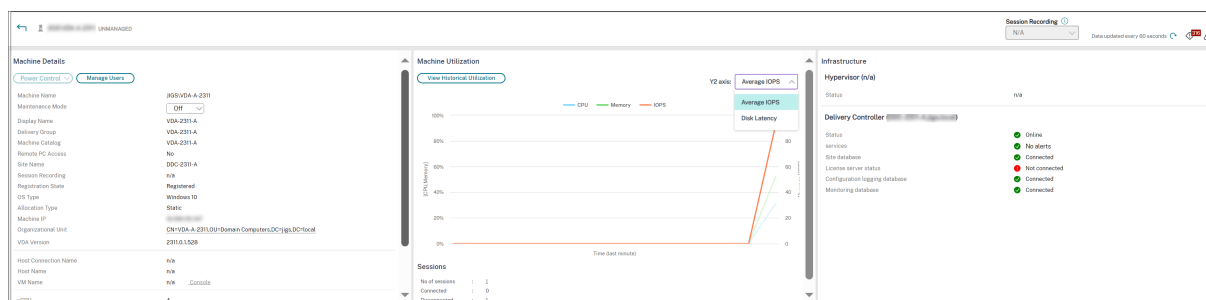 UNMANAGED
Session Recording
N/A
Data updated every 60 seconds
316
Machine Details
Power Control
Manage Users
Machine Name JIGS\VDA-A-2311
Maintenance Mode Off
Display Name VDA-2311-A
Delivery Group VDA-2311-A
Machine Catalog VDA-2311-A
Remote PC Access No
Site Name DDC-2311-A
Session Recording n/a
Registration State Registered
OS Type Windows 10
Allocation Type Static
Machine IP
Organizational Unit CN=VDA-A-2311,OU=Domain Computers,DC=jigs,DC=local
VDA Version 2311.0.1.528
Host Connection Name n/a
Host Name n/a
VM Name n/a Console
Machine Utilization
View Historical Utilization
Y2 axis: Average IOPS
Average IOPS
Disk Latency
CPU Memory IOPS
100%
80% 80
60% 60
40% 40
20% 20
0% 0
(CPU,Memory)
Time (last minute)
Sessions
No of sessions : 1
Connected : 0
Disconnected : 1
Infrastructure
Hypervisor (n/a)
Status n/a
Delivery Controller (
Status Online
services No alerts
Site database Connected
License server status Not connected
Configuration logging database Connected
Monitoring database Connected